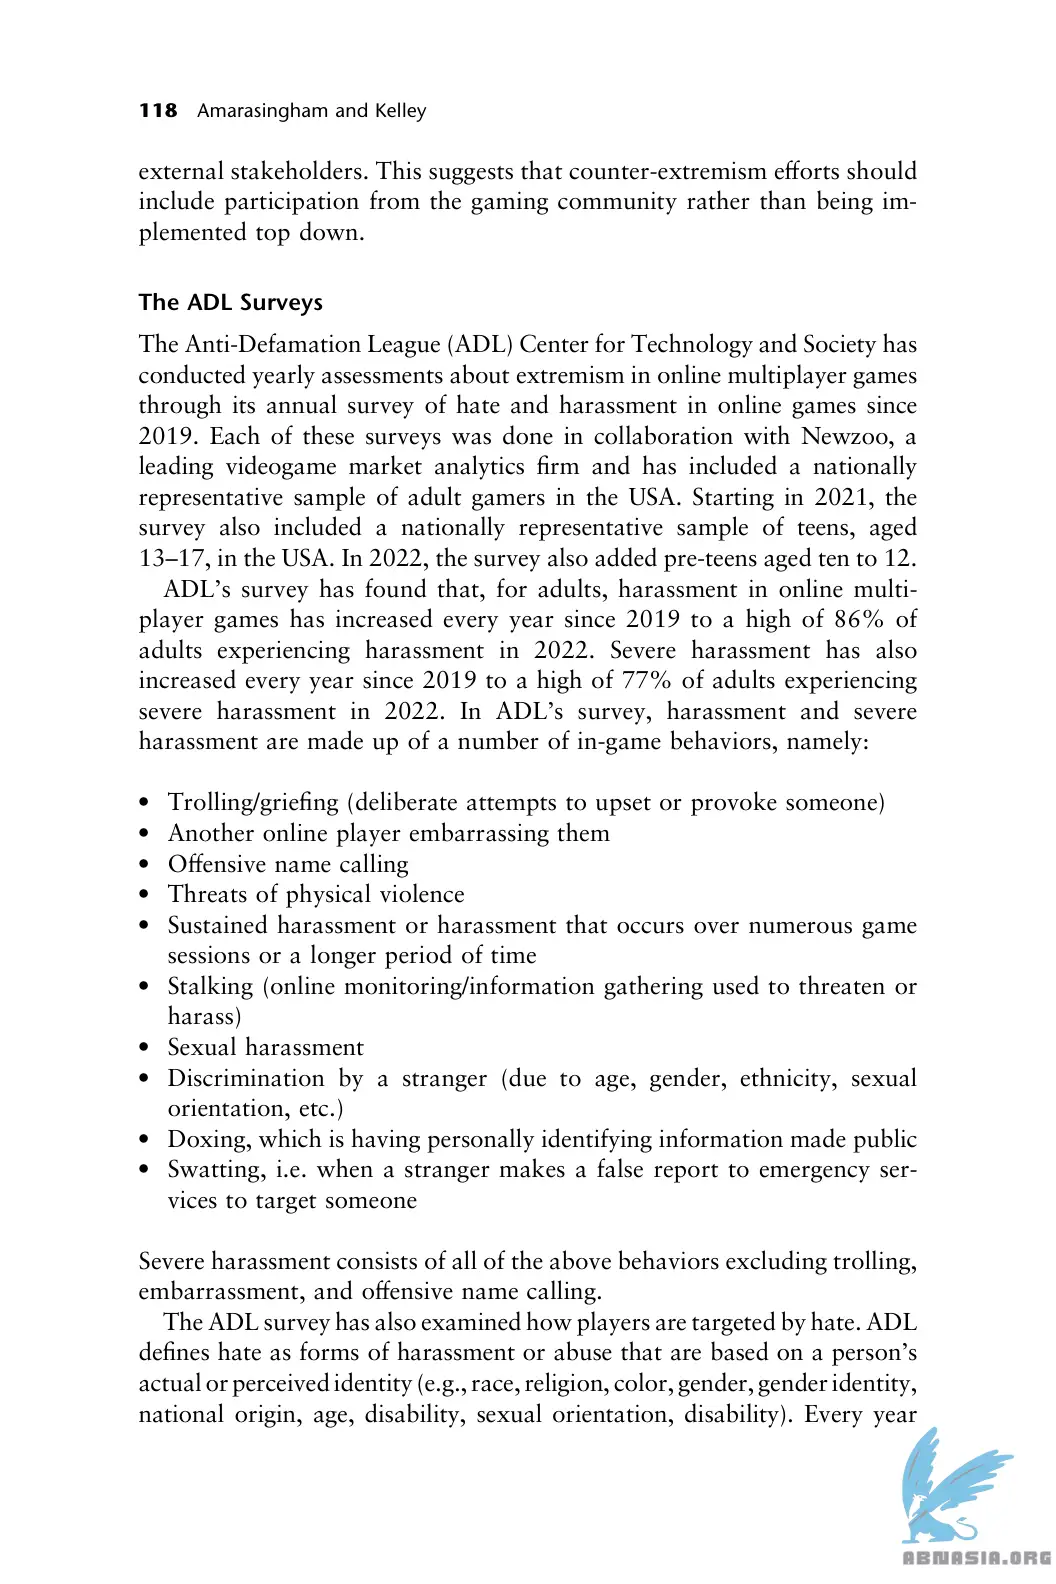 118 Amarasingham and Kelley
external stakeholders. This suggests that counter-extremism efforts should
include participation from the gaming community rather than being im-
plemented top down.
The ADL Surveys
The Anti-Defamation League (ADL) Center for Technology and Society has
conducted yearly assessments about extremism in online multiplayer games
through its annual survey of hate and harassment in online games since
2019. Each of these surveys was done in collaboration with Newzoo, a
leading videogame market analytics firm and has included a nationally
representative sample of adult gamers in the USA. Starting in 2021, the
survey also included a nationally representative sample of teens, aged
13–17, in the USA. In 2022, the survey also added pre-teens aged ten to 12.
ADL’s survey has found that, for adults, harassment in online multi-
player games has increased every year since 2019 to a high of 86% of
adults experiencing harassment in 2022. Severe harassment has also
increased every year since 2019 to a high of 77% of adults experiencing
severe harassment in 2022. In ADL’s survey, harassment and severe
harassment are made up of a number of in-game behaviors, namely:
• Trolling/griefing (deliberate attempts to upset or provoke someone)
• Another online player embarrassing them
• Offensive name calling
• Threats of physical violence
• Sustained harassment or harassment that occurs over numerous game
sessions or a longer period of time
• Stalking (online monitoring/information gathering used to threaten or
harass)
• Sexual harassment
• Discrimination by a stranger (due to age, gender, ethnicity, sexual
orientation, etc.)
• Doxing, which is having personally identifying information made public
• Swatting, i.e. when a stranger makes a false report to emergency ser-
vices to target someone
Severe harassment consists of all of the above behaviors excluding trolling,
embarrassment, and offensive name calling.
The ADL survey has also examined how players are targeted by hate. ADL
defines hate as forms of harassment or abuse that are based on a person’s
actual or perceived identity (e.g., race, religion, color, gender, gender identity,
national origin, age, disability, sexual orientation, disability). Every year
ABNASIA.ORG